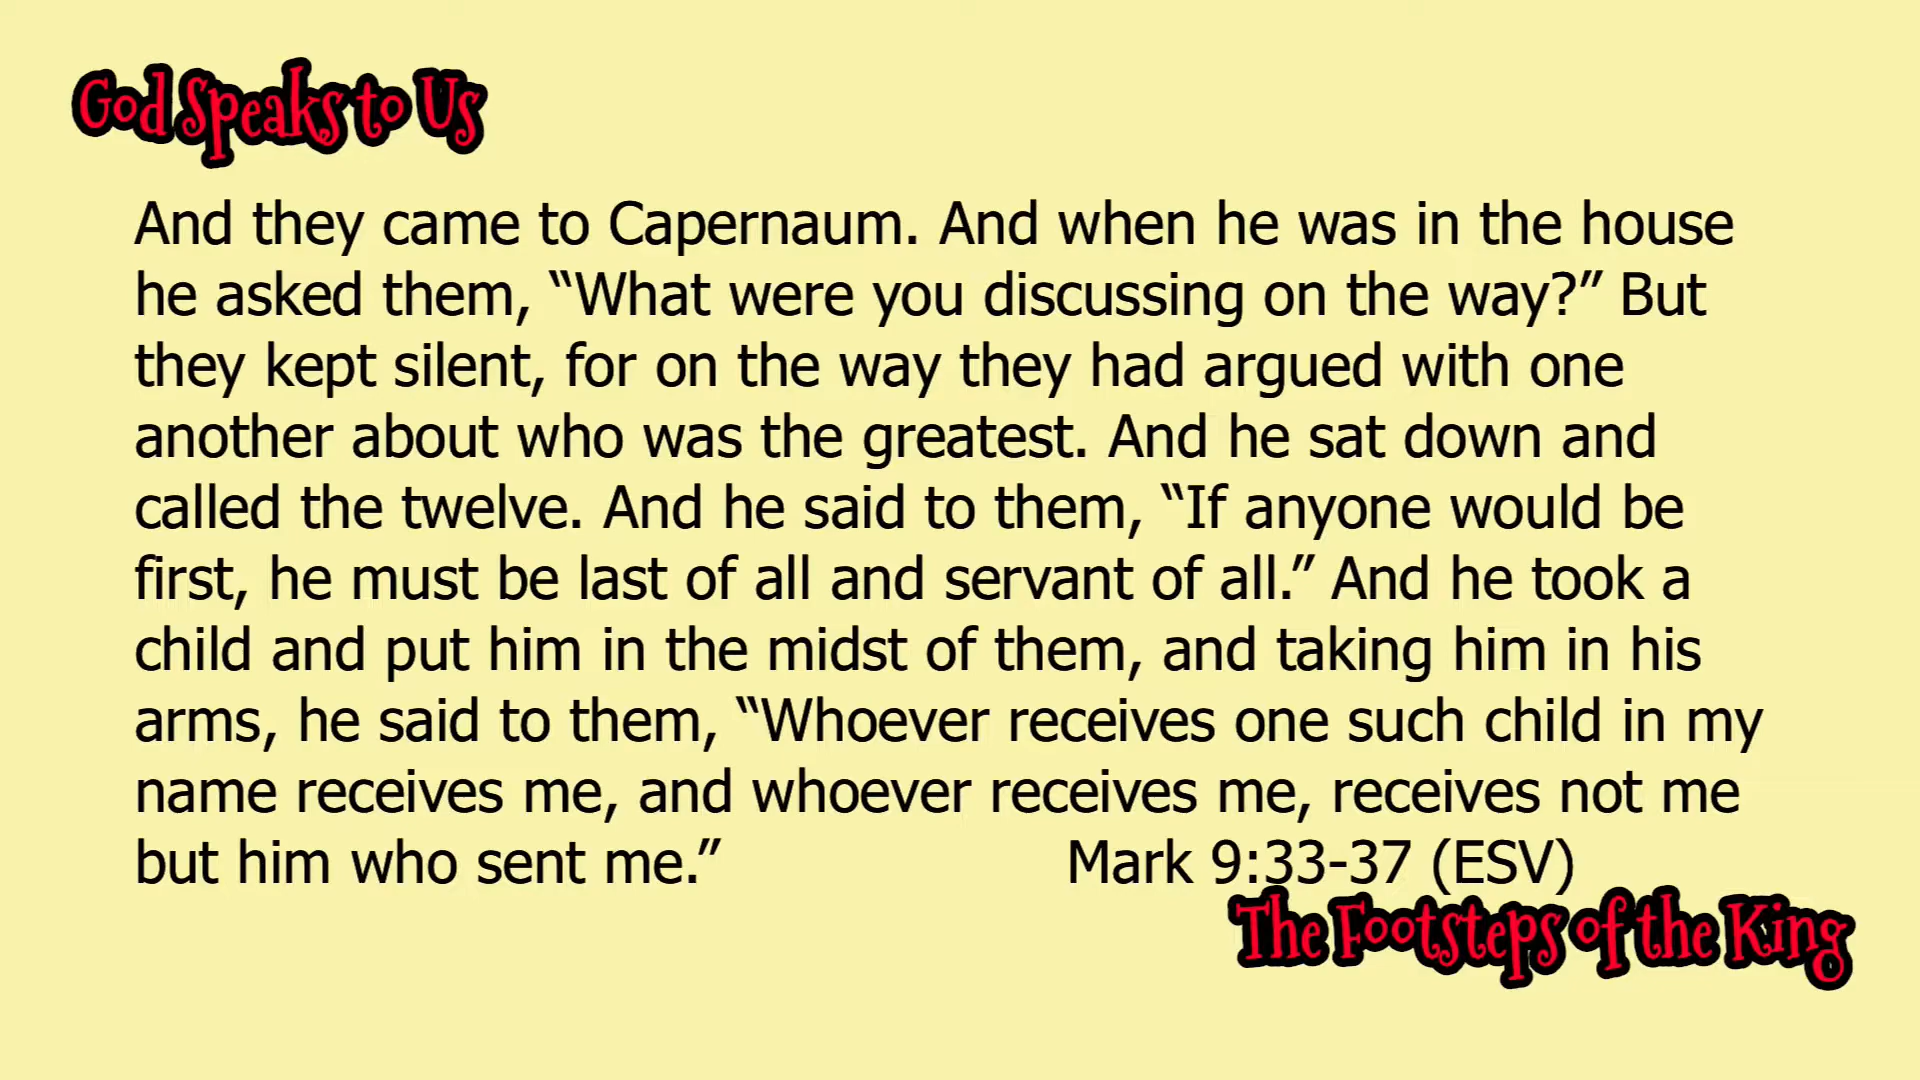 God Speaks to Us
And they came to Capernaum. And when he was in the house
he asked them, “What were you discussing on the way?” But
they kept silent, for on the way they had argued with one
another about who was the greatest. And he sat down and
called the twelve. And he said to them, “If anyone would be
first, he must be last of all and servant of all.” And he took a
child and put him in the midst of them, and taking him in his
arms, he said to them, “Whoever receives one such child in my
name receives me, and whoever receives me, receives not me
but him who sent me.” Mark 9:33-37 (ESV)
The Footsteps of the King